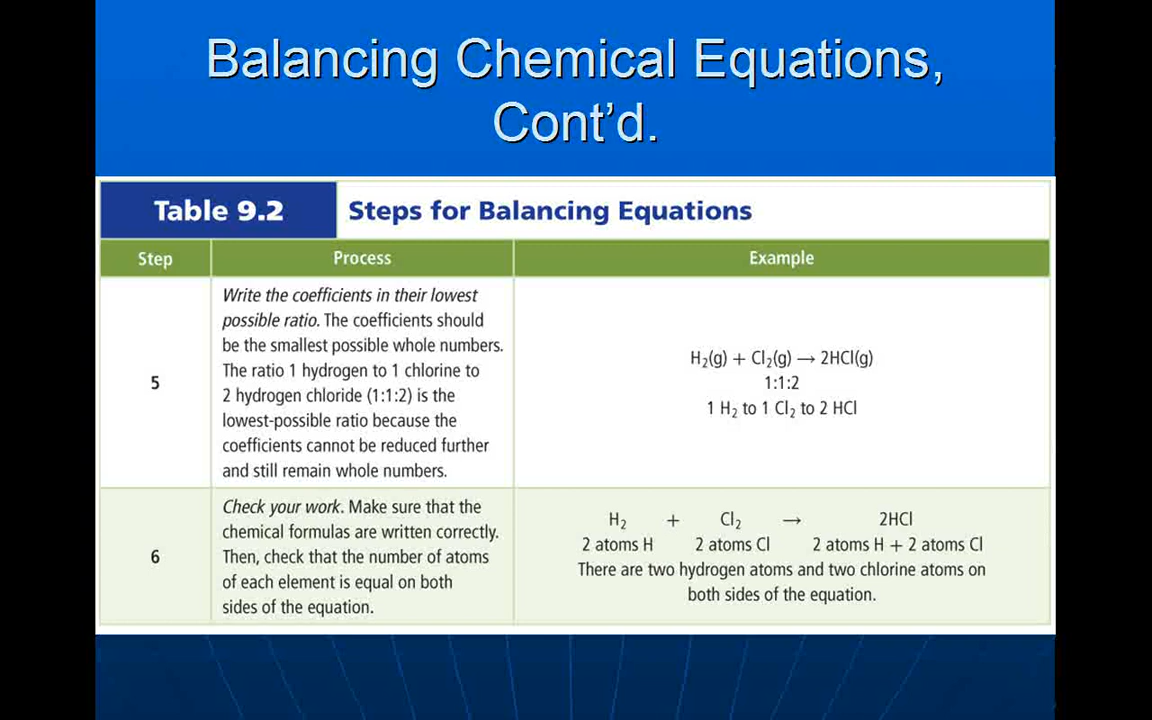 Balancing Chemical Equations,
Cont'd.
Table 9.2 Steps for Balancing Equations
Step Process Example
5
Write the coefficients in their lowest
possible ratio. The coefficients should
be the smallest possible whole numbers.
The ratio 1 hydrogen to 1 chlorine to
2 hydrogen chloride (1:1:2) is the
lowest-possible ratio because the
coefficients cannot be reduced further
and still remain whole numbers.
H₂(g) + Cl₂(g) → 2HCl(g)
1:1:2
1 H₂ to 1 Cl₂ to 2 HCl
6
Check your work. Make sure that the
chemical formulas are written correctly.
Then, check that the number of atoms
of each element is equal on both
sides of the equation.
H₂ + Cl₂ → 2HCl
2 atoms H 2 atoms Cl 2 atoms H + 2 atoms Cl
There are two hydrogen atoms and two chlorine atoms on
both sides of the equation.